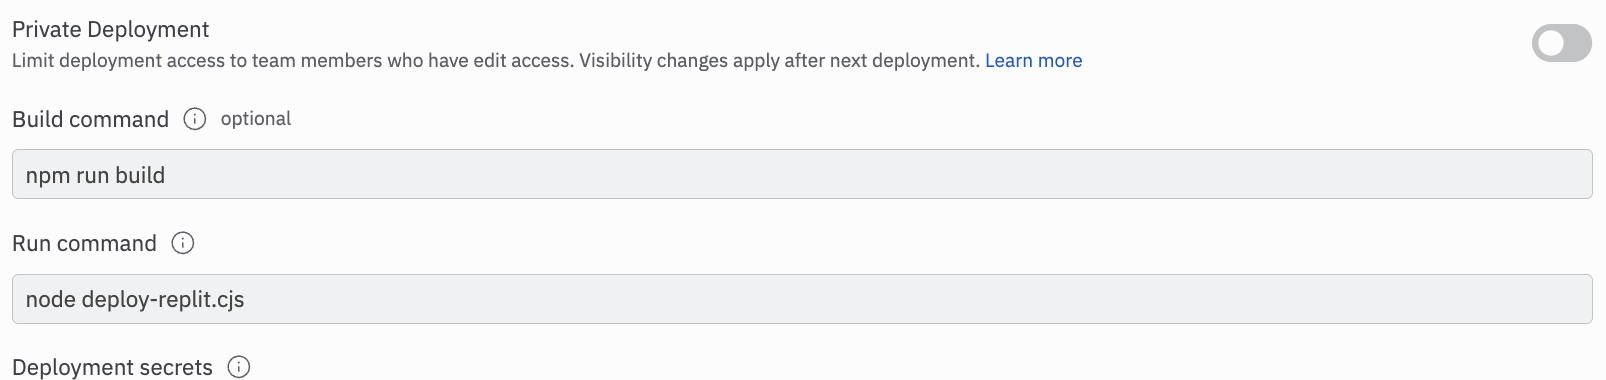 Private Deployment
Limit deployment access to team members who have edit access. Visibility changes apply after next deployment. Learn more
Build command optional
npm run build
Run command
node deploy-replit.cjs
Deployment secrets